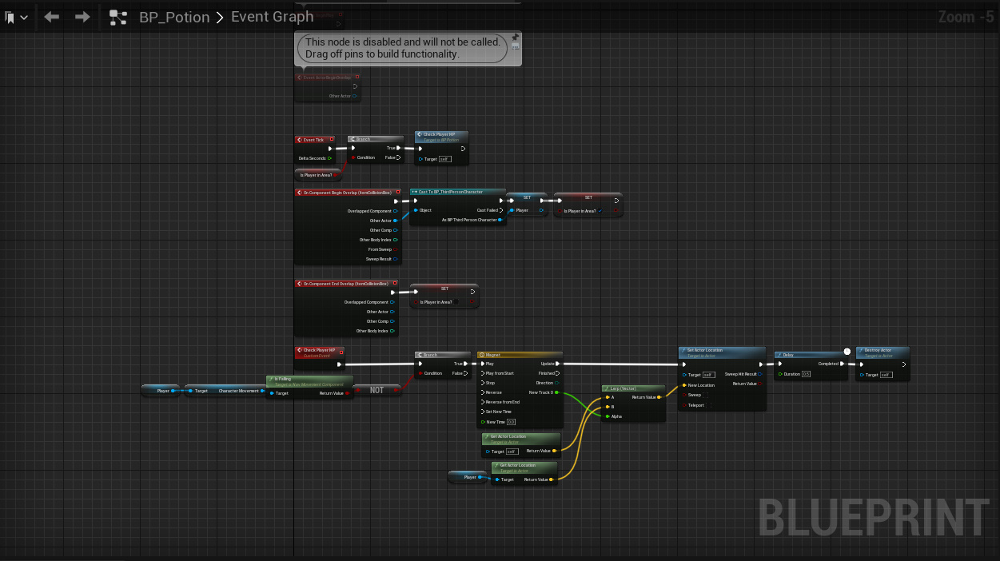 BP_Potion > Event Graph
Zoom -5
This node is disabled and will not be called.
Drag off pins to build functionality.
Event ActorBeginOverlap
Other Actor
Event Tick
Delta Seconds
Is Player in Area?
Branch
Condition
True
False
Check Player HP
Target is BP Potion
Target self
On Component Begin Overlap (ItemCollisionBox)
Overlapped Component
Other Actor
Other Comp
Other Body Index
From Sweep
Sweep Result
Cast To BP_ThirdPersonCharacter
Object
Cast Failed
As BP Third Person Character
SET
Player
SET
Is Player in Area?
On Component End Overlap (ItemCollisionBox)
Overlapped Component
Other Actor
Other Comp
Other Body Index
SET
Is Player in Area?
Check Player HP
Custom Event
Player
Target Character Movement
Is Falling
Target is Nav Movement Component
Target Return Value
NOT
Branch
Condition
True
False
Magnet
Play Update
Play from Start Finished
Stop Direction
Reverse New Track 0
Reverse from End
Set New Time
New Time 0.0
Get Actor Location
Target is Actor
Target self Return Value
Player
Get Actor Location
Target is Actor
Target Return Value
Lerp (Vector)
A Return Value
B
Alpha
Set Actor Location
Target is Actor
Target self Sweep Hit Result
New Location Return Value
Sweep
Teleport
Delay
Completed
Duration 0.5
Destroy Actor
Target is Actor
Target self
BLUEPRINT